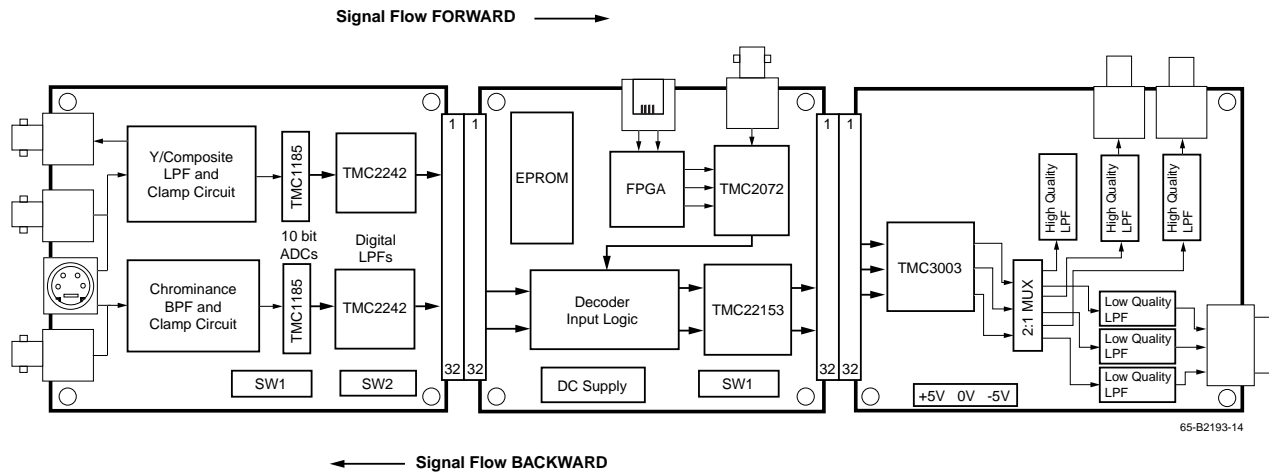 Signal Flow FORWARD
Y/Composite
LPF and
Clamp Circuit
TMC1185
TMC2242
10 bit
ADCs
Digital
LPFs
Chrominance
BPF and
Clamp Circuit
TMC1185
TMC2242
SW1
SW2
1
1
32
32
EPROM
FPGA
TMC2072
Decoder
Input Logic
TMC22153
DC Supply
SW1
1
1
32
32
TMC3003
2:1 MUX
High Quality
LPF
High Quality
LPF
High Quality
LPF
Low Quality
LPF
Low Quality
LPF
Low Quality
LPF
+5V 0V -5V
65-B2193-14
Signal Flow BACKWARD